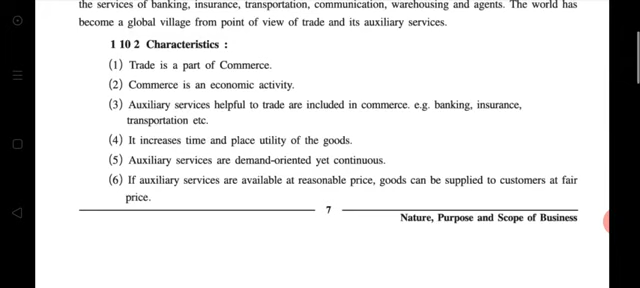 the services of banking, insurance, transportation, communication, warehousing and agents. The world has
become a global village from point of view of trade and its auxiliary services.
1 10 2 Characteristics :
(1) Trade is a part of Commerce.
(2) Commerce is an economic activity.
(3) Auxiliary services helpful to trade are included in commerce. e.g. banking, insurance,
transportation etc.
(4) It increases time and place utility of the goods.
(5) Auxiliary services are demand-oriented yet continuous.
(6) If auxiliary services are available at reasonable price, goods can be supplied to customers at fair
price.
7
Nature, Purpose and Scope of Business